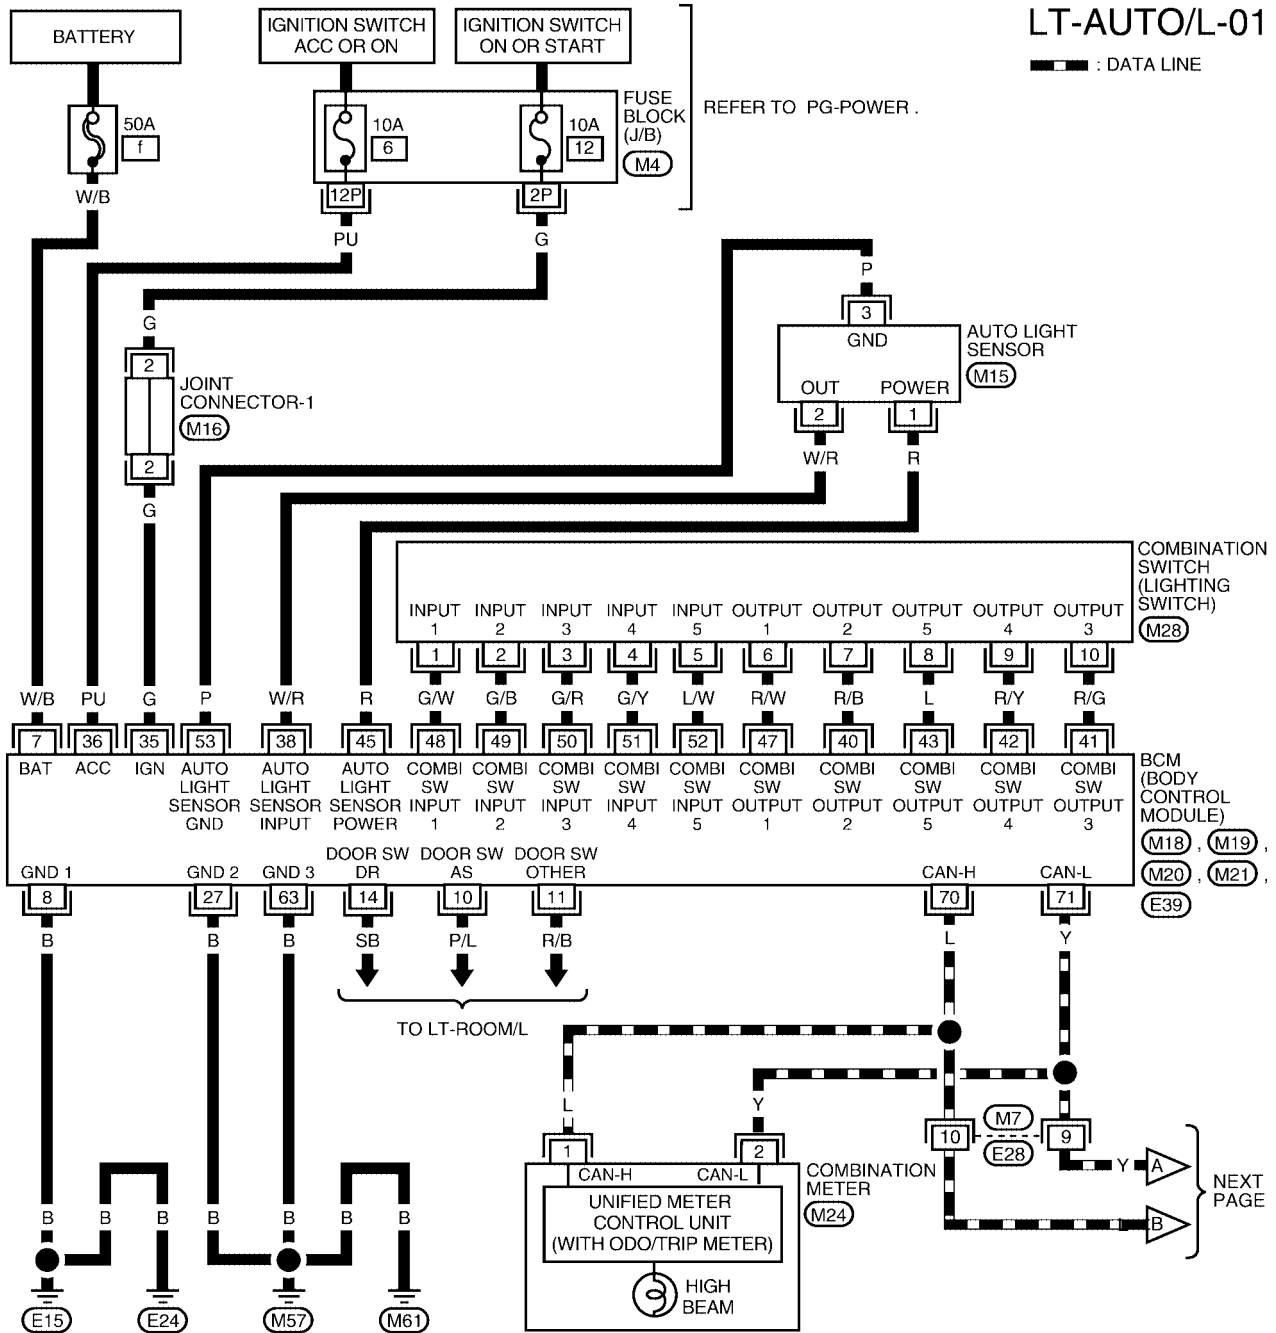 LT-AUTO/L-01
: DATA LINE
BATTERY
IGNITION SWITCH
ACC OR ON
IGNITION SWITCH
ON OR START
50A
f
10A
6
10A
12
FUSE
BLOCK
(J/B)
M4
REFER TO PG-POWER .
W/B
12P
2P
PU
G
P
3
GND
AUTO LIGHT
SENSOR
M15
OUT
POWER
2
1
W/R
R
G
2
JOINT
CONNECTOR-1
M16
2
G
COMBINATION
SWITCH
(LIGHTING
SWITCH)
M28
INPUT
1
INPUT
2
INPUT
3
INPUT
4
INPUT
5
OUTPUT
1
OUTPUT
2
OUTPUT
5
OUTPUT
4
OUTPUT
3
1 2 3 4 5 6 7 8 9 10
W/B PU G P W/R R G/W G/B G/R G/Y L/W R/W R/B L R/Y R/G
7 36 35 53 38 45 48 49 50 51 52 47 40 43 42 41
BAT
ACC
IGN
AUTO
LIGHT
SENSOR
GND
AUTO
LIGHT
SENSOR
INPUT
AUTO
LIGHT
SENSOR
POWER
COMBI
SW
INPUT
1
COMBI
SW
INPUT
2
COMBI
SW
INPUT
3
COMBI
SW
INPUT
4
COMBI
SW
INPUT
5
COMBI
SW
OUTPUT
1
COMBI
SW
OUTPUT
2
COMBI
SW
OUTPUT
5
COMBI
SW
OUTPUT
4
COMBI
SW
OUTPUT
3
BCM
(BODY
CONTROL
MODULE)
M18 , M19 ,
M20 , M21 ,
E39
GND 1
GND 2
GND 3
DOOR SW
DR
DOOR SW
AS
DOOR SW
OTHER
CAN-H
CAN-L
8 27 63 14 10 11 70 71
B B B SB P/L R/B L Y
TO LT-ROOM/L
L
Y
M7
10
9
E28
1
2
CAN-H
CAN-L
COMBINATION
METER
M24
UNIFIED METER
CONTROL UNIT
(WITH ODO/TRIP METER)
HIGH
BEAM
Y
A
L
B
NEXT
PAGE
B B B B B B B
E15
E24
M57
M61